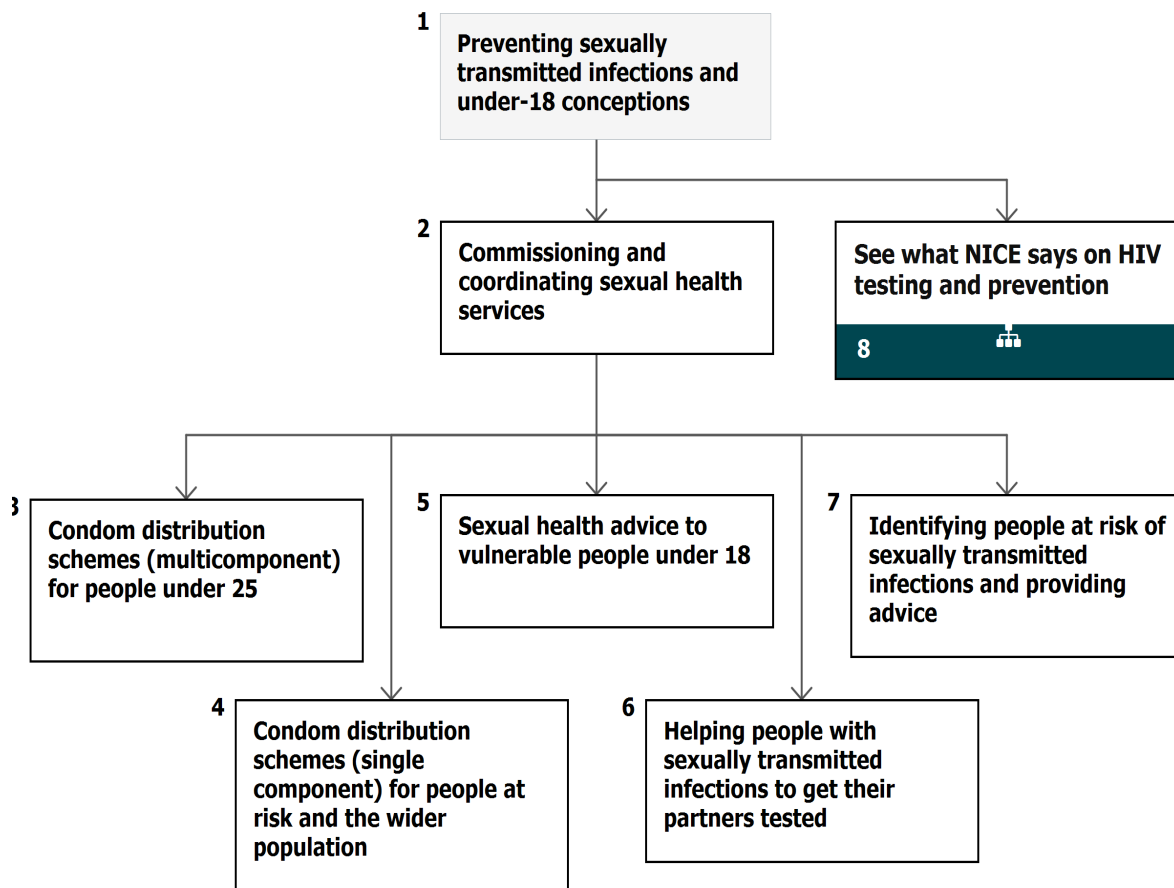 1
Preventing sexually
transmitted infections and
under-18 conceptions
2
Commissioning and
coordinating sexual health
services
See what NICE says on HIV
testing and prevention
8
3
Condom distribution
schemes (multicomponent)
for people under 25
5
Sexual health advice to
vulnerable people under 18
7
Identifying people at risk of
sexually transmitted
infections and providing
advice
4
Condom distribution
schemes (single
component) for people at
risk and the wider
population
6
Helping people with
sexually transmitted
infections to get their
partners tested